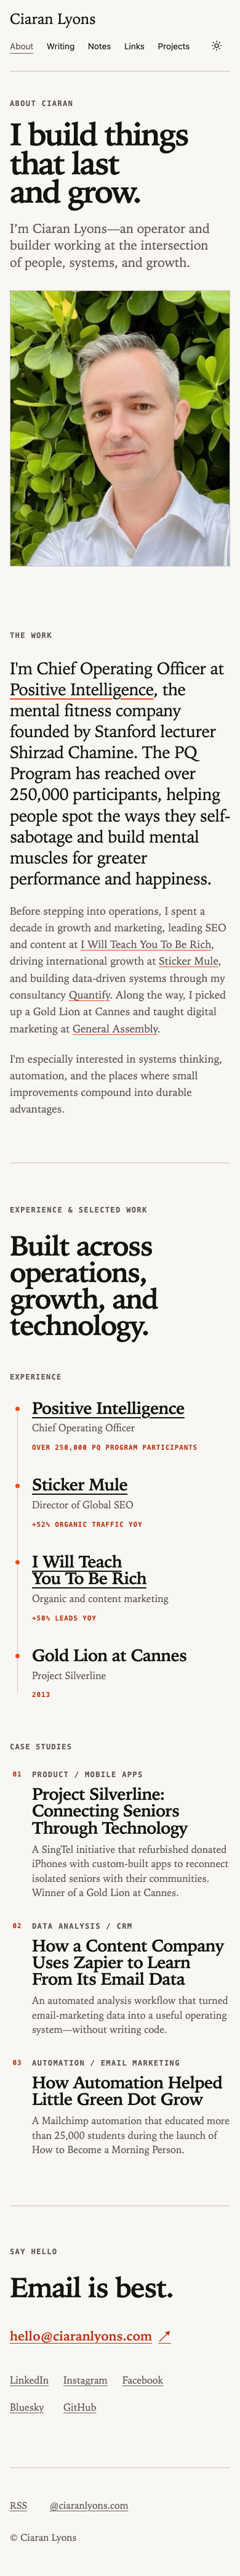 Ciaran Lyons
About Writing Notes Links Projects
ABOUT CIARAN
I build things
that last
and grow.
I’m Ciaran Lyons—an operator and
builder working at the intersection
of people, systems, and growth.
THE WORK
I'm Chief Operating Officer at
Positive Intelligence, the
mental fitness company
founded by Stanford lecturer
Shirzad Chamine. The PQ
Program has reached over
250,000 participants, helping
people spot the ways they self-
sabotage and build mental
muscles for greater
performance and happiness.
Before stepping into operations, I spent a
decade in growth and marketing, leading SEO
and content at I Will Teach You To Be Rich,
driving international growth at Sticker Mule,
and building data-driven systems through my
consultancy Quantify. Along the way, I picked
up a Gold Lion at Cannes and taught digital
marketing at General Assembly.
I'm especially interested in systems thinking,
automation, and the places where small
improvements compound into durable
advantages.
EXPERIENCE & SELECTED WORK
Built across
operations,
growth, and
technology.
EXPERIENCE
Positive Intelligence
Chief Operating Officer
OVER 250,000 PQ PROGRAM PARTICIPANTS
Sticker Mule
Director of Global SEO
+52% ORGANIC TRAFFIC YOY
I Will Teach
You To Be Rich
Organic and content marketing
+50% LEADS YOY
Gold Lion at Cannes
Project Silverline
2013
CASE STUDIES
01 PRODUCT / MOBILE APPS
Project Silverline:
Connecting Seniors
Through Technology
A SingTel initiative that refurbished donated
iPhones with custom-built apps to reconnect
isolated seniors with their communities.
Winner of a Gold Lion at Cannes.
02 DATA ANALYSIS / CRM
How a Content Company
Uses Zapier to Learn
From Its Email Data
An automated analysis workflow that turned
email-marketing data into a useful operating
system—without writing code.
03 AUTOMATION / EMAIL MARKETING
How Automation Helped
Little Green Dot Grow
A Mailchimp automation that educated more
than 25,000 students during the launch of
How to Become a Morning Person.
SAY HELLO
Email is best.
hello@ciaranlyons.com ↗
LinkedIn Instagram Facebook
Bluesky GitHub
RSS @ciaranlyons.com
© Ciaran Lyons